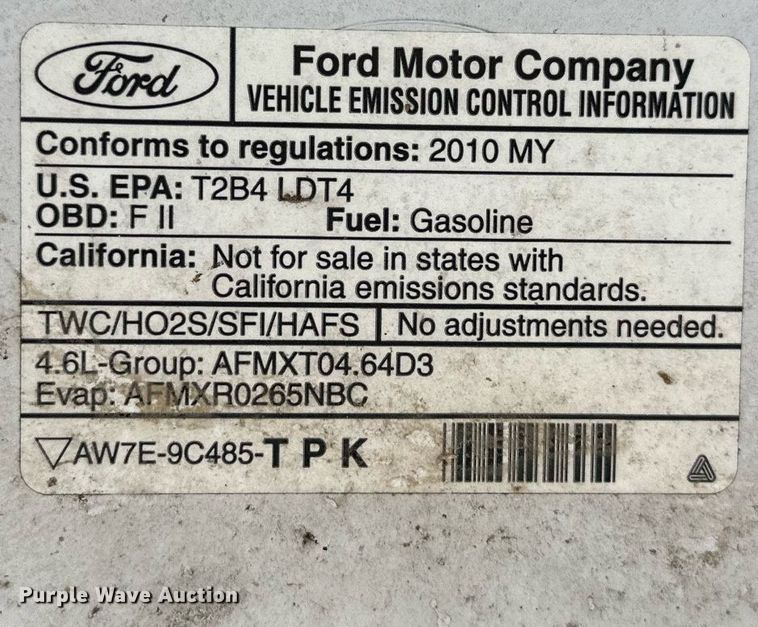 Ford
Ford Motor Company
VEHICLE EMISSION CONTROL INFORMATION
Conforms to regulations: 2010 MY
U.S. EPA: T2B4 LDT4
OBD: F II Fuel: Gasoline
California: Not for sale in states with
California emissions standards.
TWC/HO2S/SFI/HAFS No adjustments needed.
4.6L-Group: AFMXT04.64D3
Evap: AFMXR0265NBC
AW7E-9C485-T P K
Purple Wave Auction